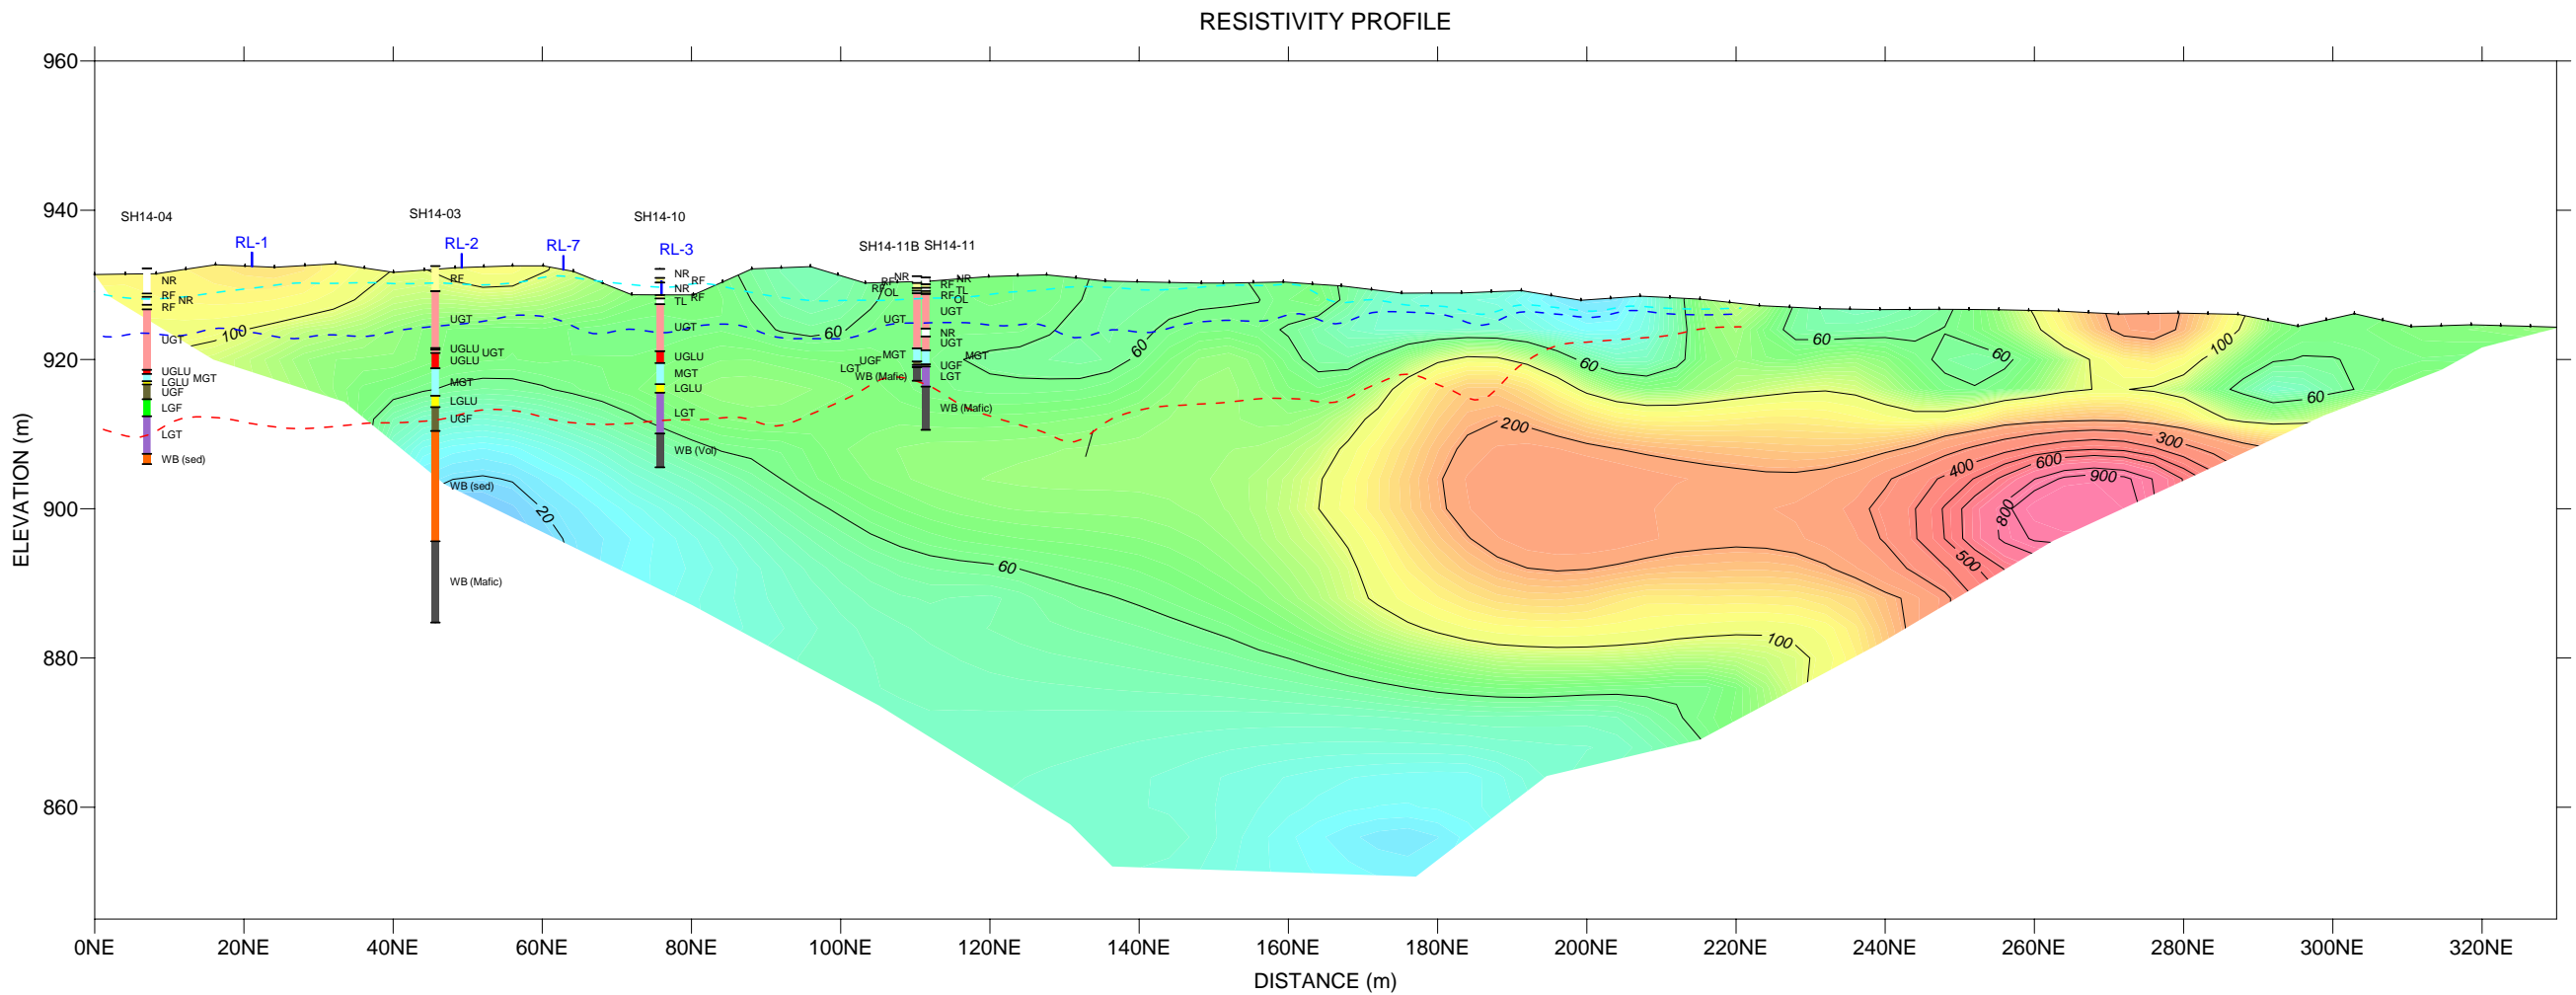 RESISTIVITY PROFILE
960
940
920
900
880
860
ELEVATION (m)
SH14-04
SH14-03
SH14-10
SH14-11B
SH14-11
RL-1
RL-2
RL-7
RL-3
NR
RF
NR
RF
UGT
UGLU
MGT
LGLU
UGF
LGF
LGT
WB (sed)
RF
UGT
UGLU
UGT
UGLU
MGT
LGLU
UGF
WB (sed)
WB (Mafic)
NR
RF
NR
RF
TL
UGT
UGLU
MGT
LGLU
LGT
WB (Vol)
NR
RF
RF
OL
UGT
MGT
UGF
LGT
WB (Mafic)
NR
RF
TL
RF
OL
UGT
NR
UGT
MGT
UGF
LGT
WB (Mafic)
100
60
60
60
60
60
60
100
200
300
400
600
900
800
500
20
60
100
0NE
20NE
40NE
60NE
80NE
100NE
120NE
140NE
160NE
180NE
200NE
220NE
240NE
260NE
280NE
300NE
320NE
DISTANCE (m)